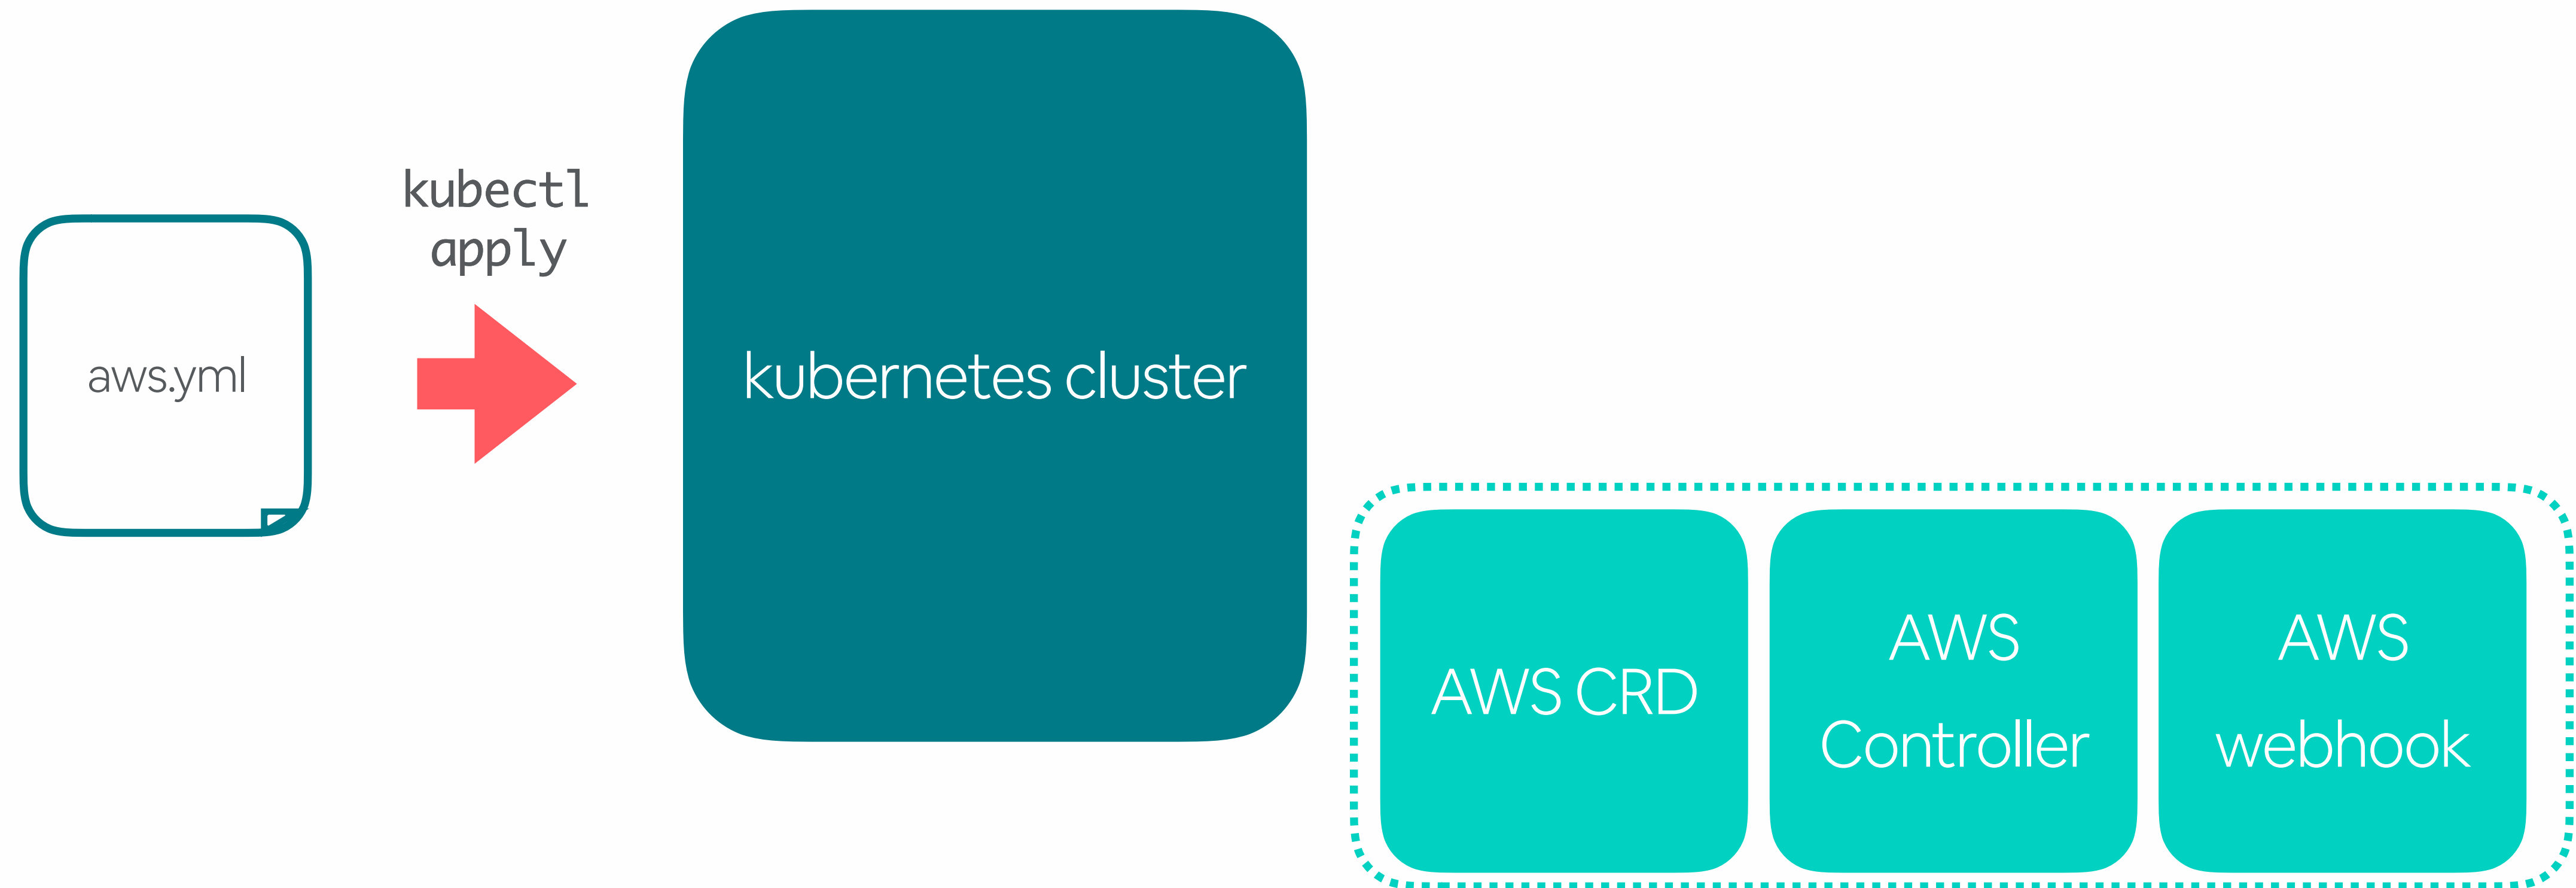 kubectl
apply
aws.yml
kubernetes cluster
AWS CRD
AWS
Controller
AWS
webhook